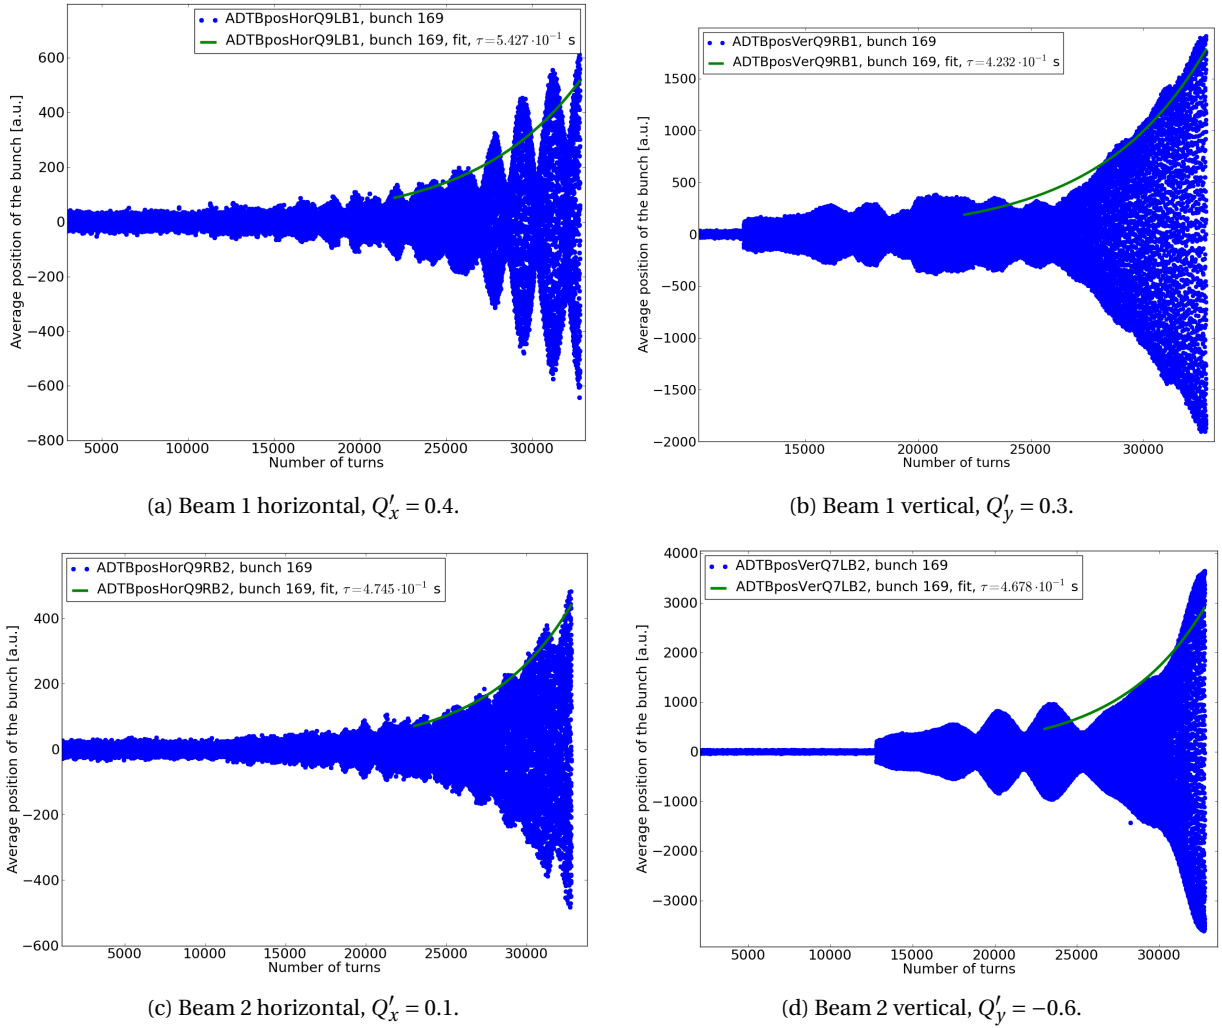 ADTBposHorQ9LB1, bunch 169
ADTBposHorQ9LB1, bunch 169, fit, τ=5.427·10⁻¹ s
600
400
200
0
−200
−400
−600
−800
Average position of the bunch [a.u.]
5000 10000 15000 20000 25000 30000
Number of turns
(a) Beam 1 horizontal, Q′ₓ = 0.4.
ADTBposVerQ9RB1, bunch 169
ADTBposVerQ9RB1, bunch 169, fit, τ=4.232·10⁻¹ s
1500
1000
500
0
−500
−1000
−1500
−2000
Average position of the bunch [a.u.]
15000 20000 25000 30000
Number of turns
(b) Beam 1 vertical, Q′y = 0.3.
ADTBposHorQ9RB2, bunch 169
ADTBposHorQ9RB2, bunch 169, fit, τ=4.745·10⁻¹ s
400
200
0
−200
−400
−600
Average position of the bunch [a.u.]
5000 10000 15000 20000 25000 30000
Number of turns
(c) Beam 2 horizontal, Q′ₓ = 0.1.
ADTBposVerQ7LB2, bunch 169
ADTBposVerQ7LB2, bunch 169, fit, τ=4.678·10⁻¹ s
4000
3000
2000
1000
0
−1000
−2000
−3000
Average position of the bunch [a.u.]
5000 10000 15000 20000 25000 30000
Number of turns
(d) Beam 2 vertical, Q′y = −0.6.